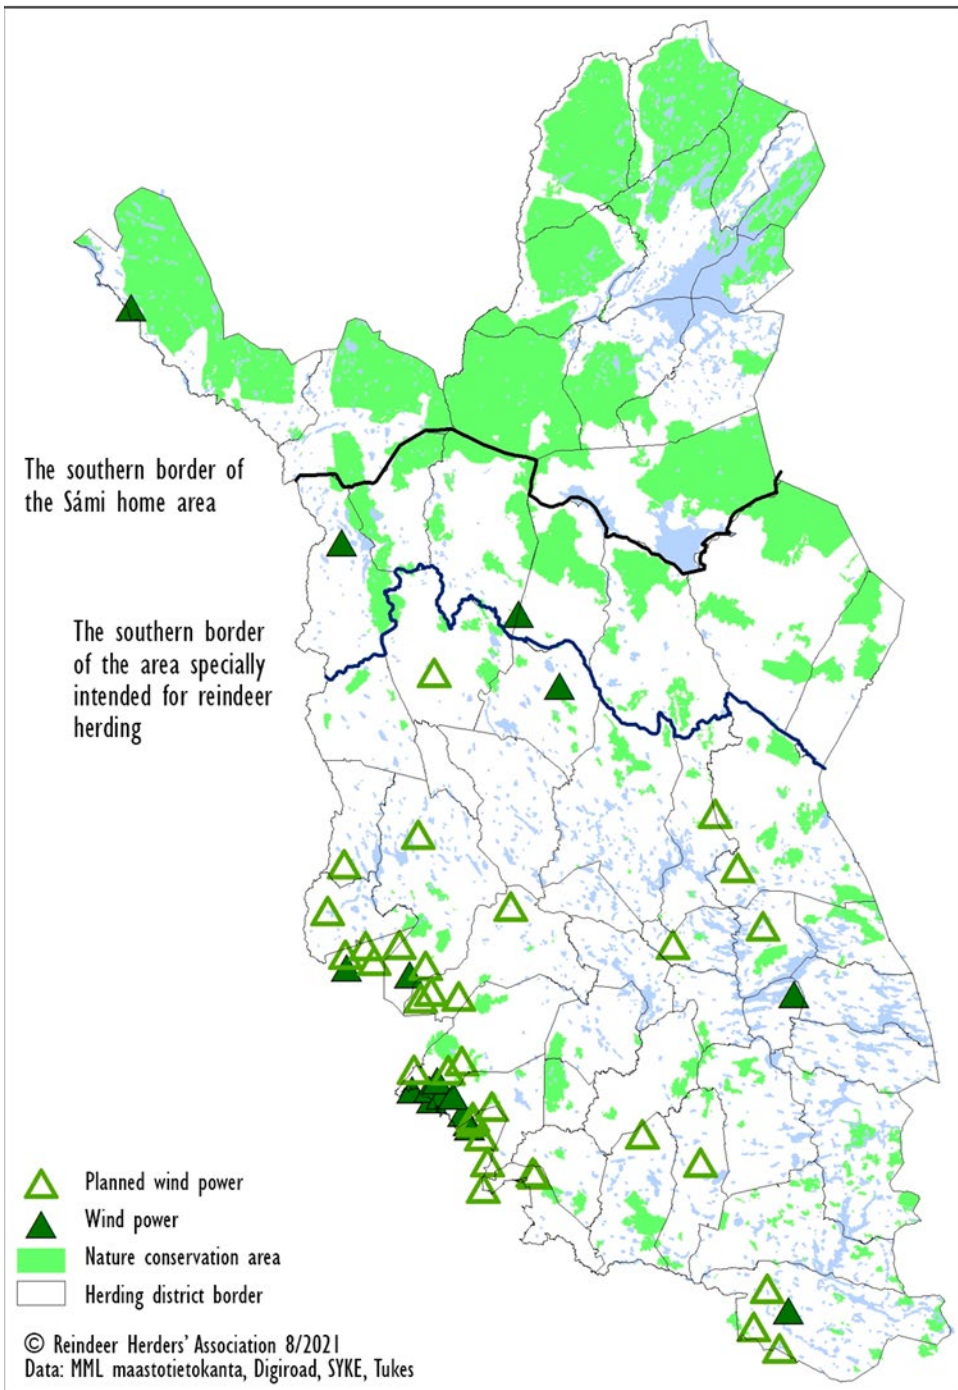 The southern border of
the Sámi home area
The southern border
of the area specially
intended for reindeer
herding
Planned wind power
Wind power
Nature conservation area
Herding district border
© Reindeer Herders' Association 8/2021
Data: MML maastotietokanta, Digiroad, SYKE, Tukes